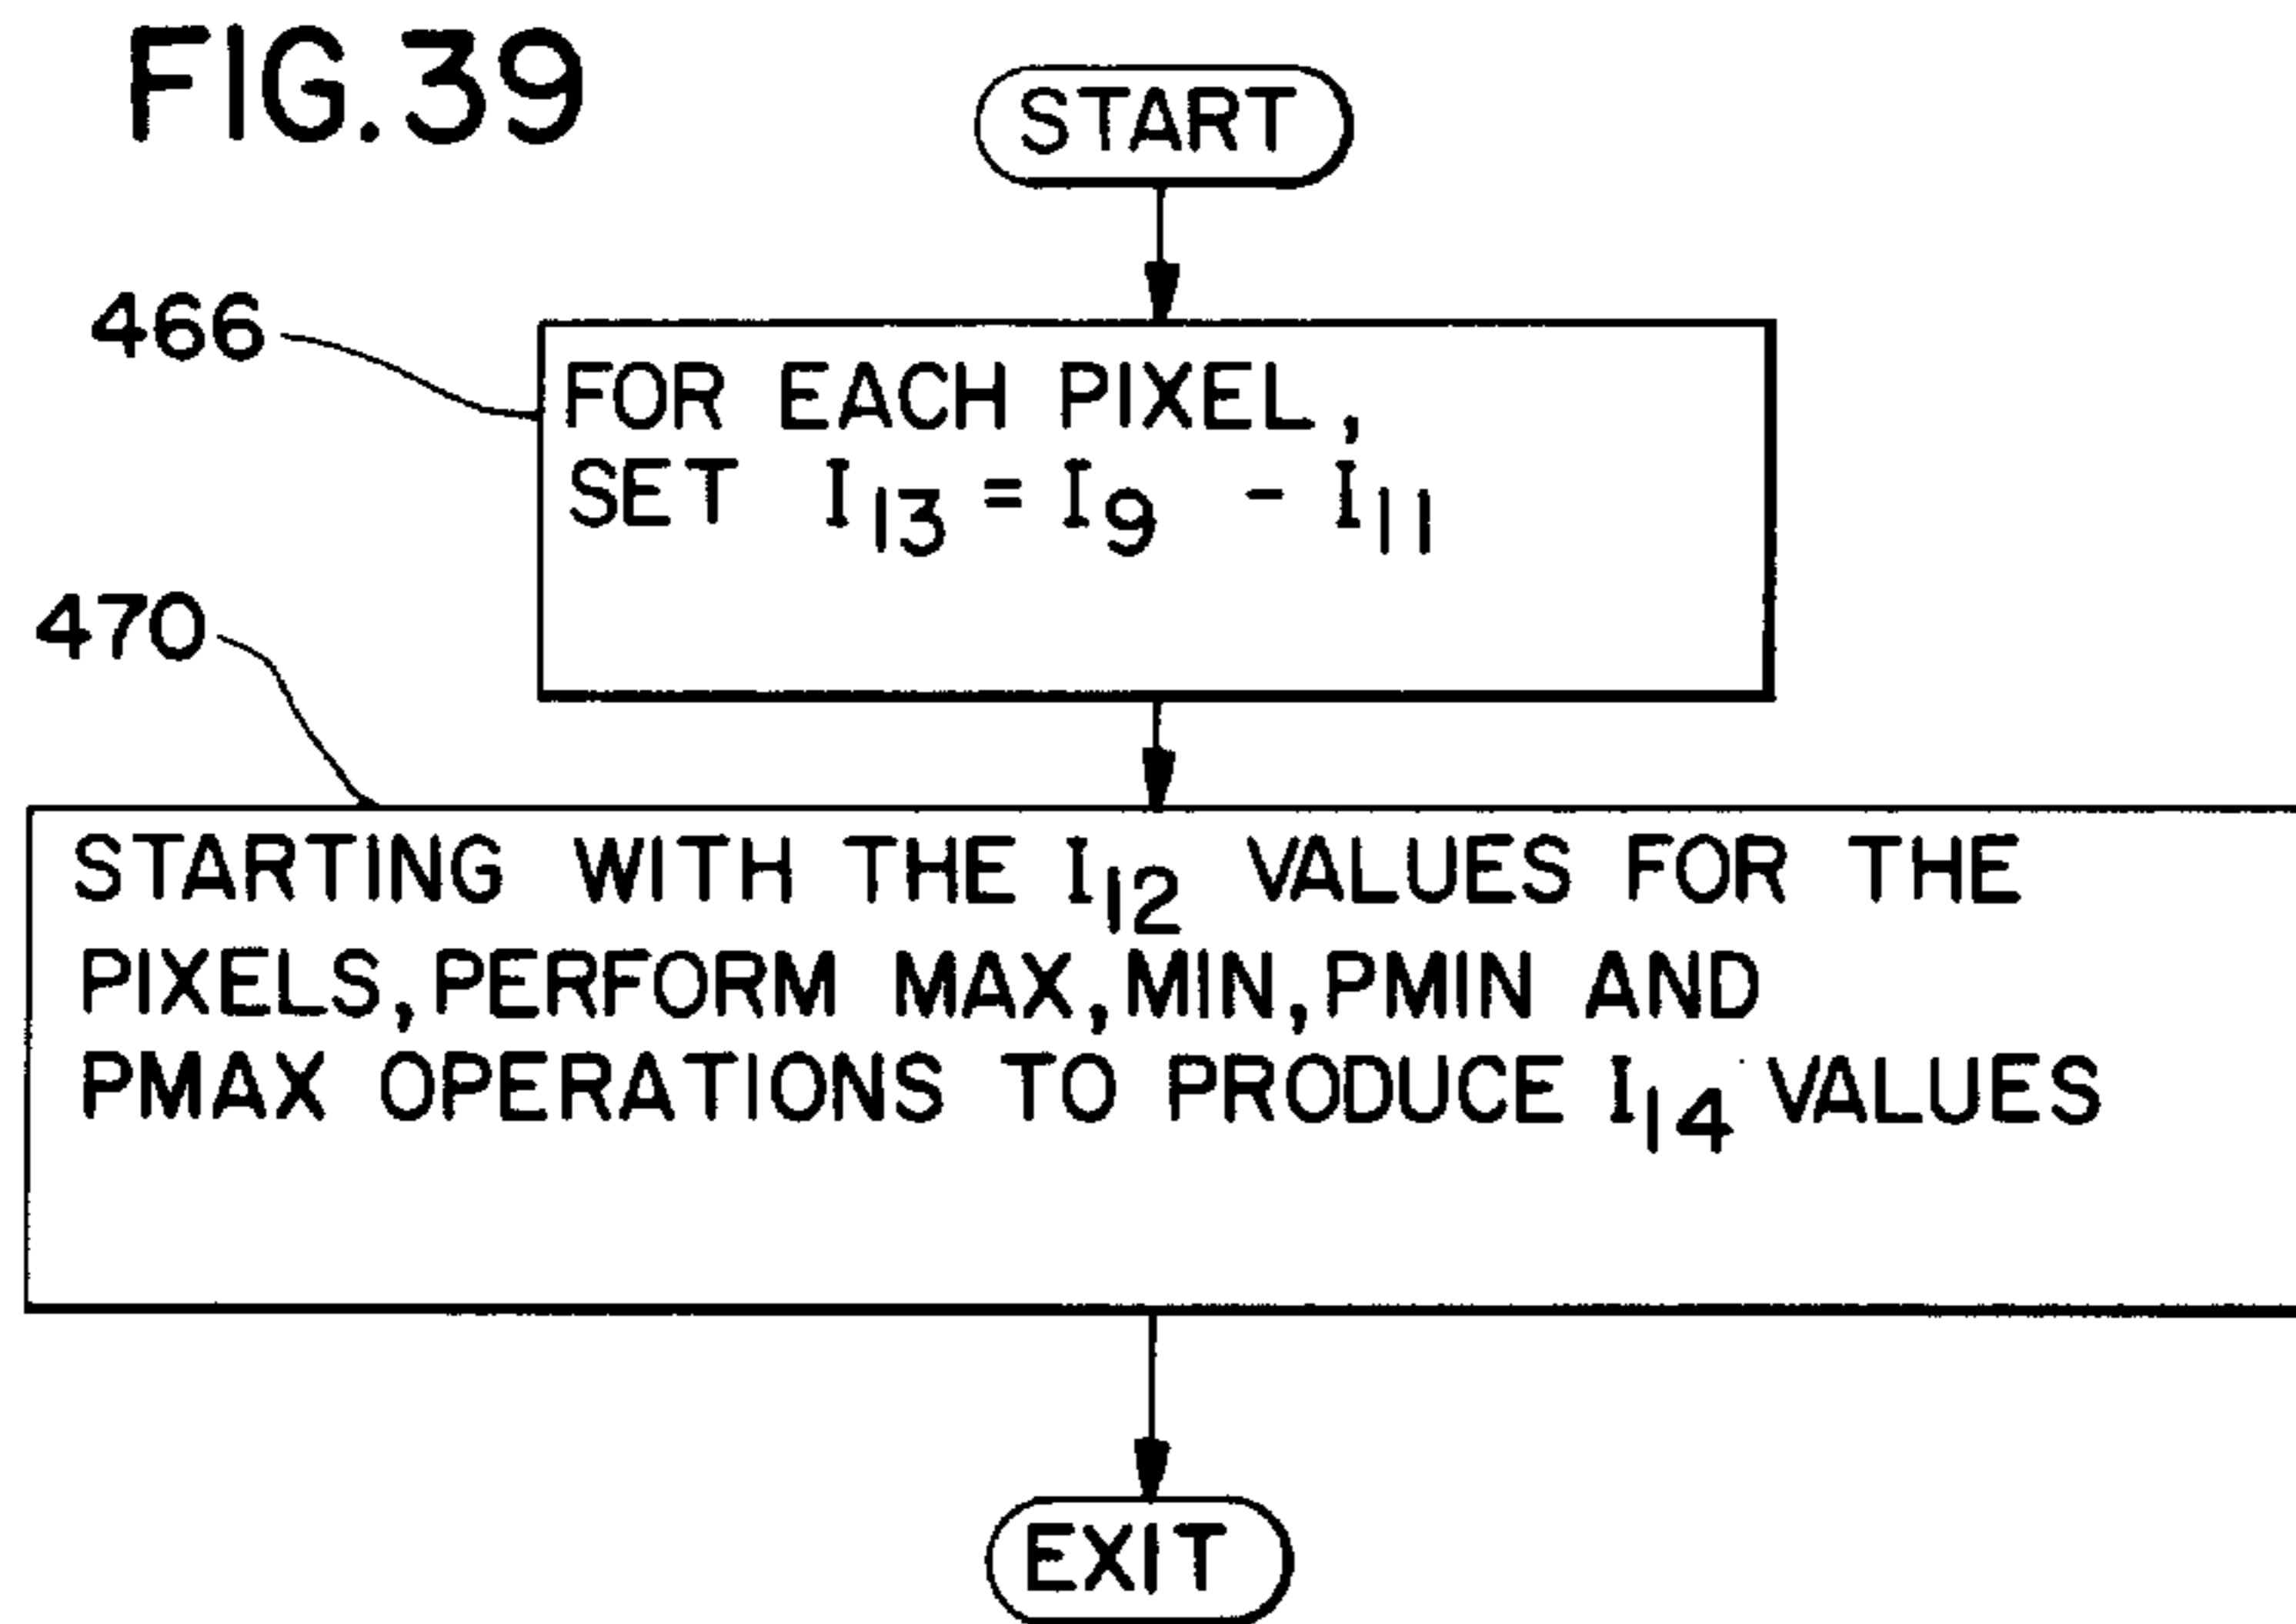 FIG.39
START
466
FOR EACH PIXEL,
SET I₁₃ = I₉ - I₁₁
470
STARTING WITH THE I₁₂ VALUES FOR THE
PIXELS, PERFORM MAX, MIN, PMIN AND
PMAX OPERATIONS TO PRODUCE I₁₄ VALUES
EXIT